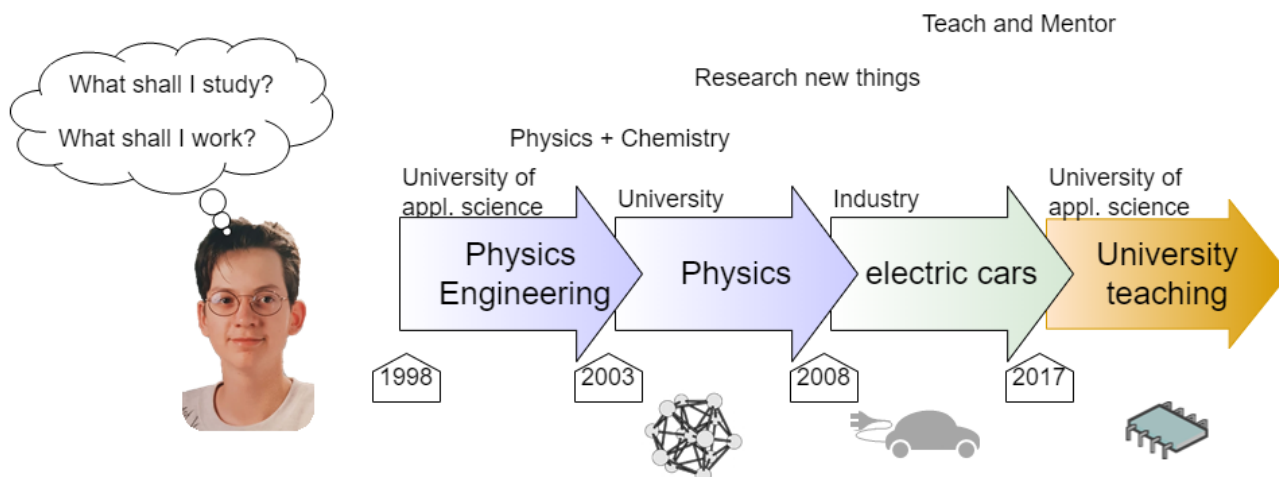 Teach and Mentor
Research new things
Physics + Chemistry
What shall I study?
What shall I work?
University of
appl. science
University
Industry
University of
appl. science
Physics
Engineering
Physics
electric cars
University
teaching
1998
2003
2008
2017